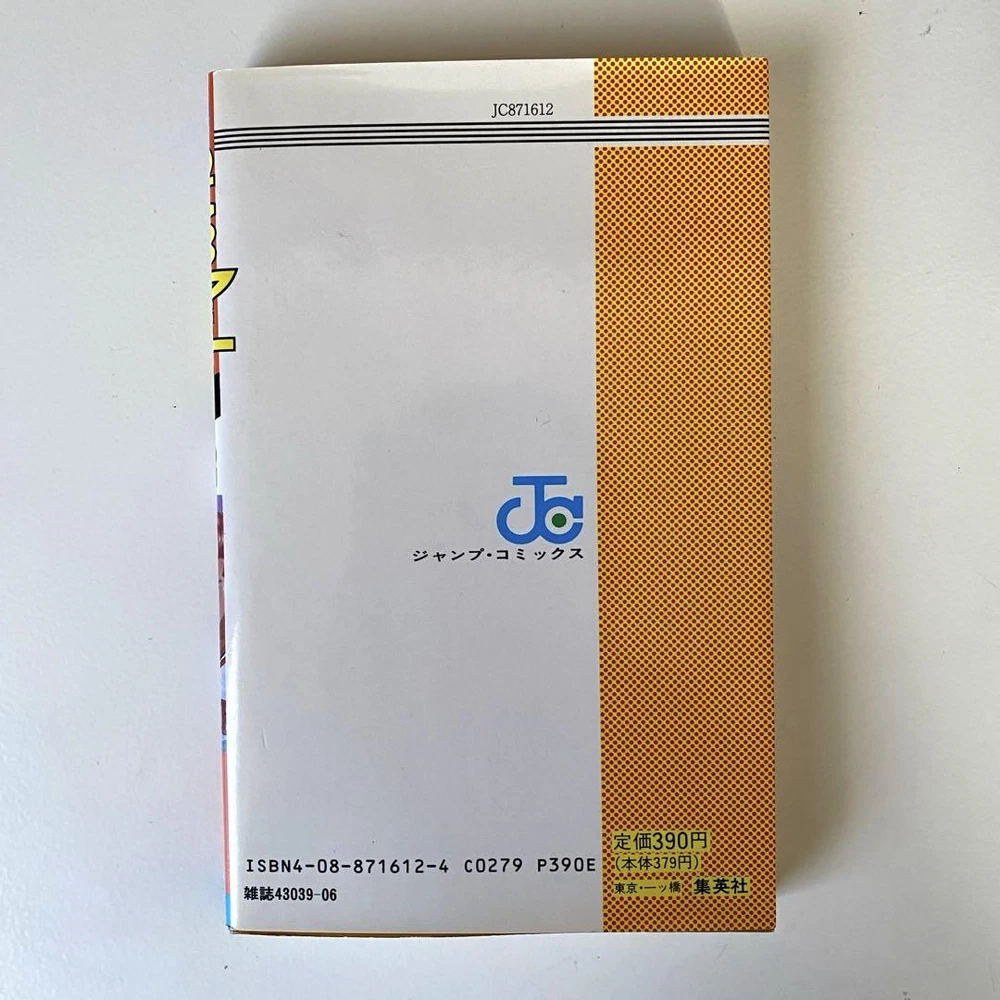 JC871612
JC
ジャンプ・コミックス
ISBN4-08-871612-4 C0279 P390E
雑誌43039-06
定価390円
(本体379円)
東京・一ッ橋 集英社